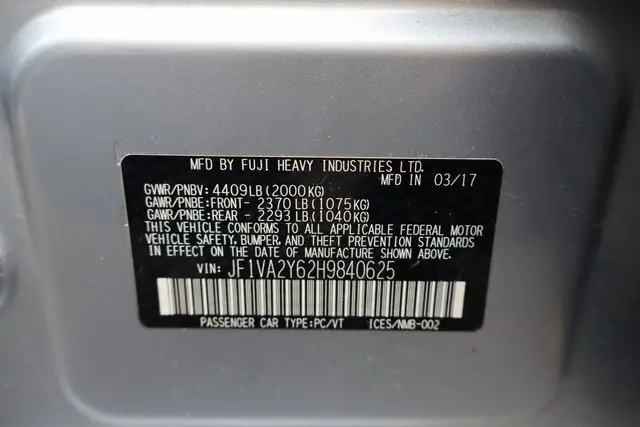 MFD BY FUJI HEAVY INDUSTRIES LTD.
MFD IN 03/17
GVWR/PNBV: 4409LB(2000KG)
GAWR/PNBE:FRONT- 2370LB(1075KG)
GAWR/PNBE:REAR - 2293LB(1040KG)
THIS VEHICLE CONFORMS TO ALL APPLICABLE FEDERAL MOTOR
VEHICLE SAFETY, BUMPER, AND THEFT PREVENTION STANDARDS
IN EFFECT ON THE DATE OF MANUFACTURE SHOWN ABOVE.
VIN: JF1VA2Y62H9840625
PASSENGER CAR TYPE:PC/VT ICES/NMB-002